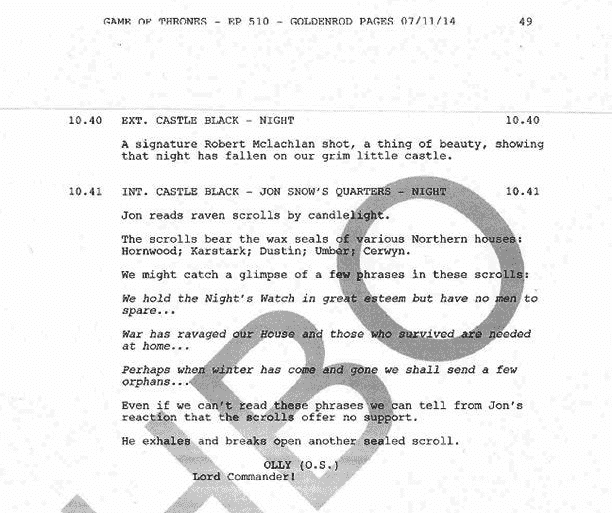 GAME OF THRONES - EP 510 - GOLDENROD PAGES 07/11/14 49
10.40 EXT. CASTLE BLACK - NIGHT 10.40
A signature Robert Mclachlan shot, a thing of beauty, showing
that night has fallen on our grim little castle.
10.41 INT. CASTLE BLACK - JON SNOW'S QUARTERS - NIGHT 10.41
Jon reads raven scrolls by candlelight.
The scrolls bear the wax seals of various Northern houses:
Hornwood; Karstark; Dustin; Umber; Cerwyn.
We might catch a glimpse of a few phrases in these scrolls:
We hold the Night's Watch in great esteem but have no men to
spare...
War has ravaged our House and those who survived are needed
at home...
Perhaps when winter has come and gone we shall send a few
orphans...
Even if we can't read these phrases we can tell from Jon's
reaction that the scrolls offer no support.
He exhales and breaks open another sealed scroll.
OLLY (O.S.)
Lord Commander!
HBO